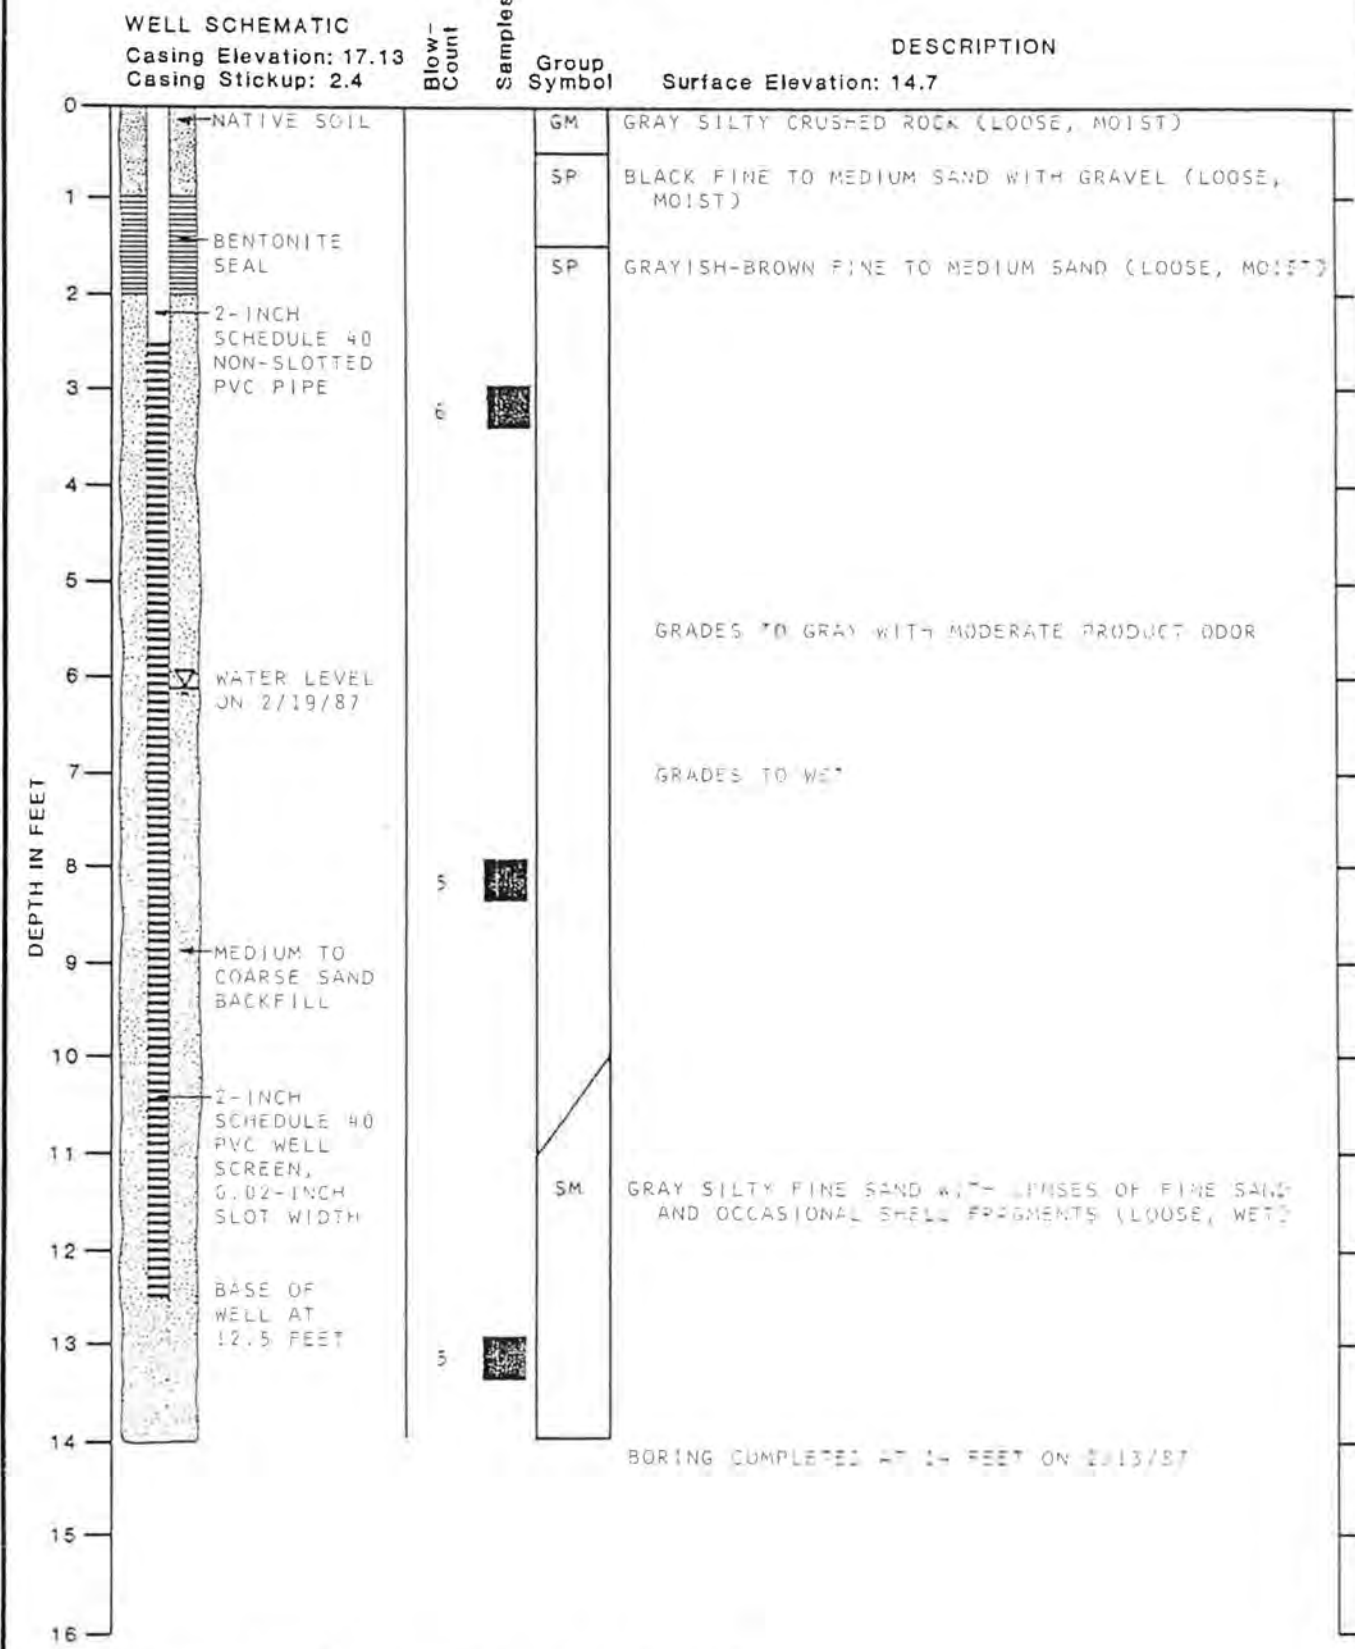 WELL SCHEMATIC
Casing Elevation: 17.13
Casing Stickup: 2.4
Blow-
Count
Samples
Group
Symbol
DESCRIPTION
Surface Elevation: 14.7
DEPTH IN FEET
0
1
2
3
4
5
6
7
8
9
10
11
12
13
14
15
16
NATIVE SOIL
BENTONITE
SEAL
2-INCH
SCHEDULE 40
NON-SLOTTED
PVC PIPE
WATER LEVEL
ON 2/19/87
MEDIUM TO
COARSE SAND
BACKFILL
2-INCH
SCHEDULE 40
PVC WELL
SCREEN,
0.02-INCH
SLOT WIDTH
BASE OF
WELL AT
12.5 FEET
6
5
5
GM
SP
SP
SM
GRAY SILTY CRUSHED ROCK (LOOSE, MOIST)
BLACK FINE TO MEDIUM SAND WITH GRAVEL (LOOSE,
MOIST)
GRAYISH-BROWN FINE TO MEDIUM SAND (LOOSE, MOIST)
GRADES TO GRAY WITH MODERATE PRODUCT ODOR
GRADES TO WET
GRAY SILTY FINE SAND WITH LENSES OF FINE SAND
AND OCCASIONAL SHELL FRAGMENTS (LOOSE, WET)
BORING COMPLETED AT 14 FEET ON 2/13/87